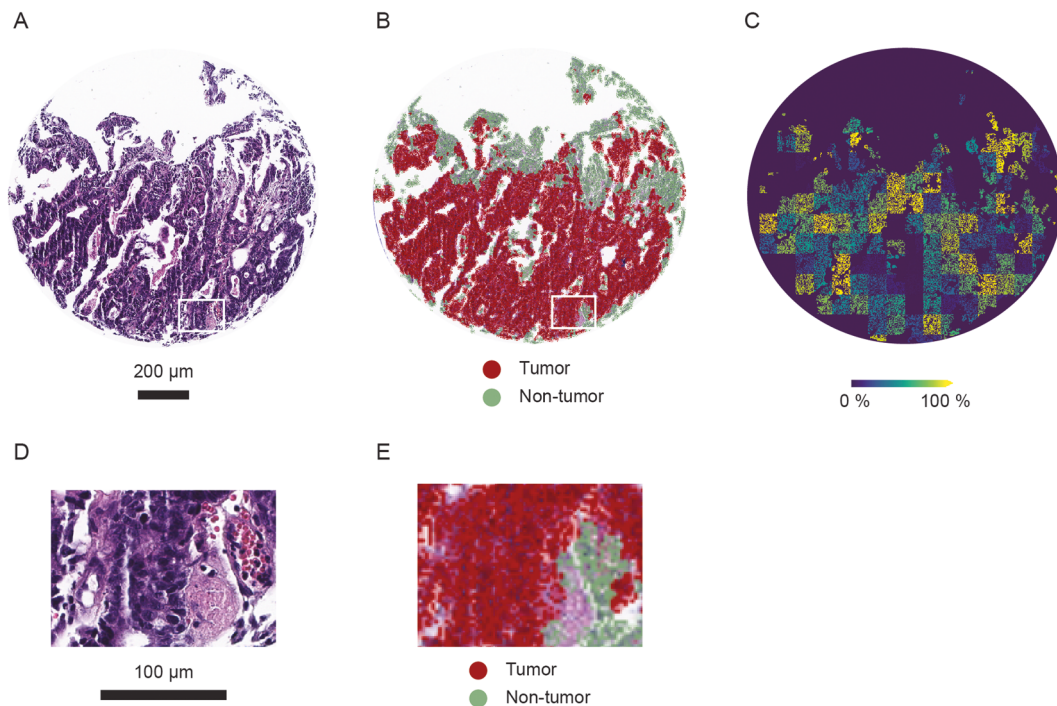 A
B
C
200 µm
Tumor
Non-tumor
0 %
100 %
D
E
100 µm
Tumor
Non-tumor